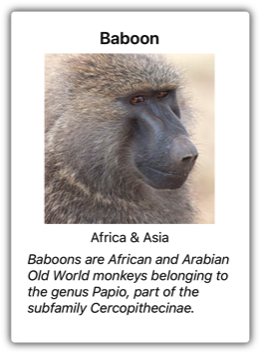 Baboon
Africa & Asia
Baboons are African and Arabian
Old World monkeys belonging to
the genus Papio, part of the
subfamily Cercopithecinae.